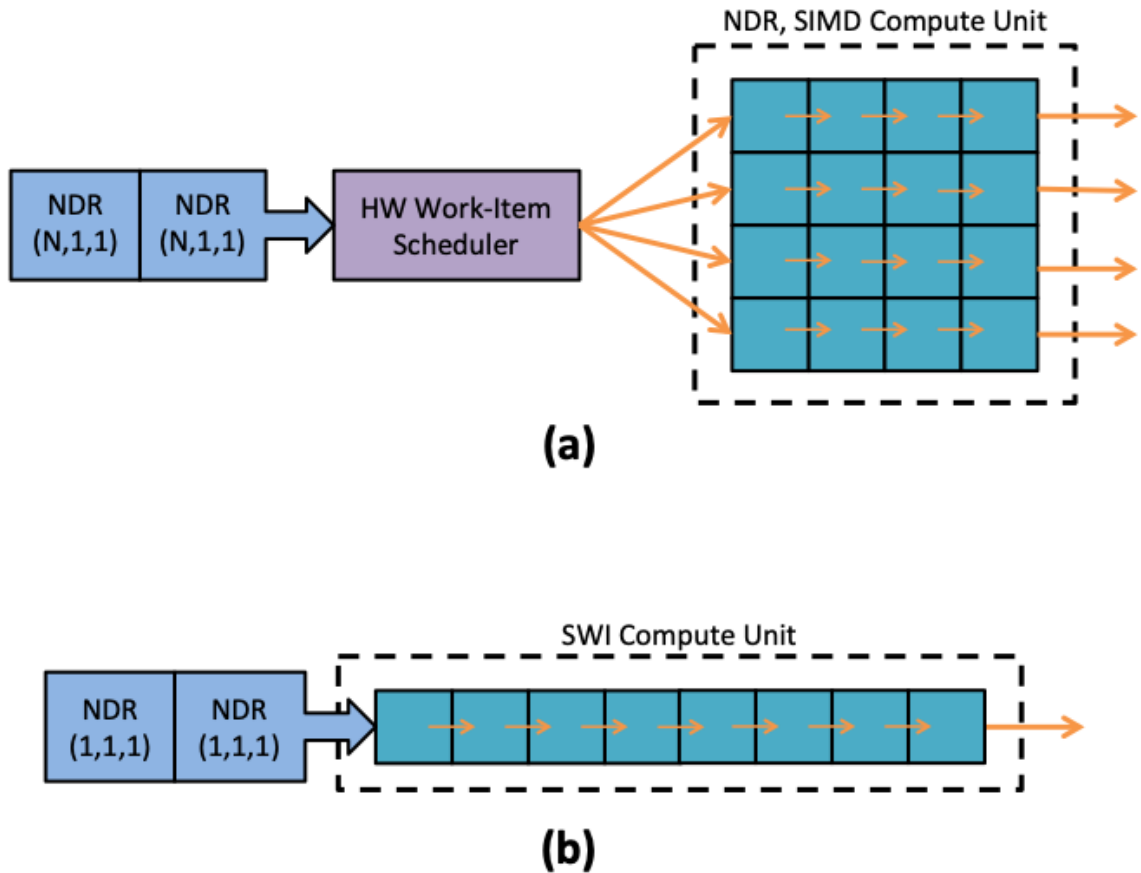 NDR, SIMD Compute Unit
NDR
(N,1,1)
NDR
(N,1,1)
HW Work-Item
Scheduler
(a)
SWI Compute Unit
NDR
(1,1,1)
NDR
(1,1,1)
(b)